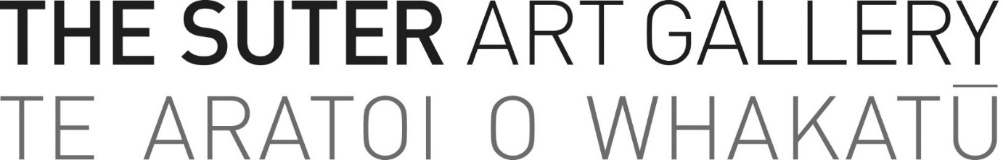 THE SUTER ART GALLERY
TE ARATOI O WHAKATŪ